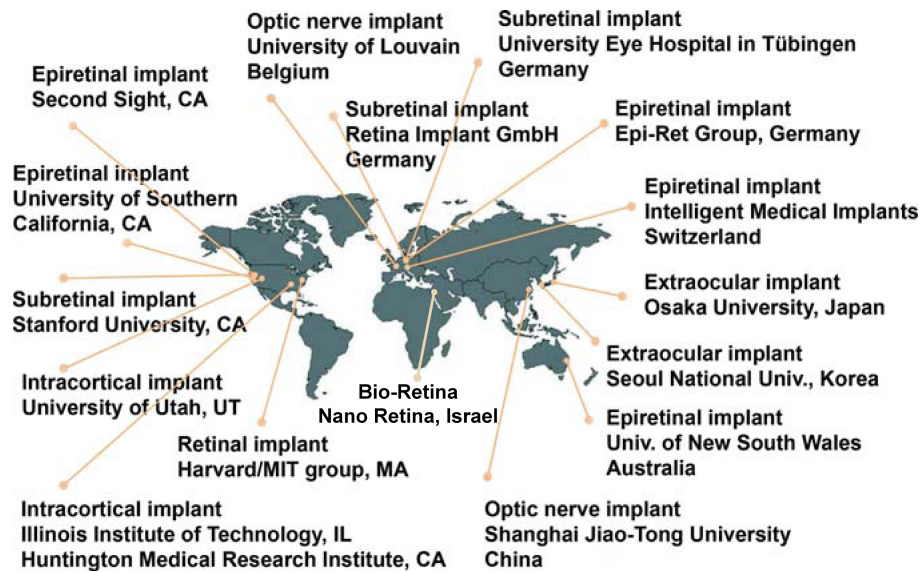 Optic nerve implant
University of Louvain
Belgium
Subretinal implant
University Eye Hospital in Tübingen
Germany
Epiretinal implant
Second Sight, CA
Subretinal implant
Retina Implant GmbH
Germany
Epiretinal implant
Epi-Ret Group, Germany
Epiretinal implant
University of Southern
California, CA
Epiretinal implant
Intelligent Medical Implants
Switzerland
Subretinal implant
Stanford University, CA
Extraocular implant
Osaka University, Japan
Intracortical implant
University of Utah, UT
Bio-Retina
Nano Retina, Israel
Extraocular implant
Seoul National Univ., Korea
Retinal implant
Harvard/MIT group, MA
Epiretinal implant
Univ. of New South Wales
Australia
Intracortical implant
Illinois Institute of Technology, IL
Huntington Medical Research Institute, CA
Optic nerve implant
Shanghai Jiao-Tong University
China